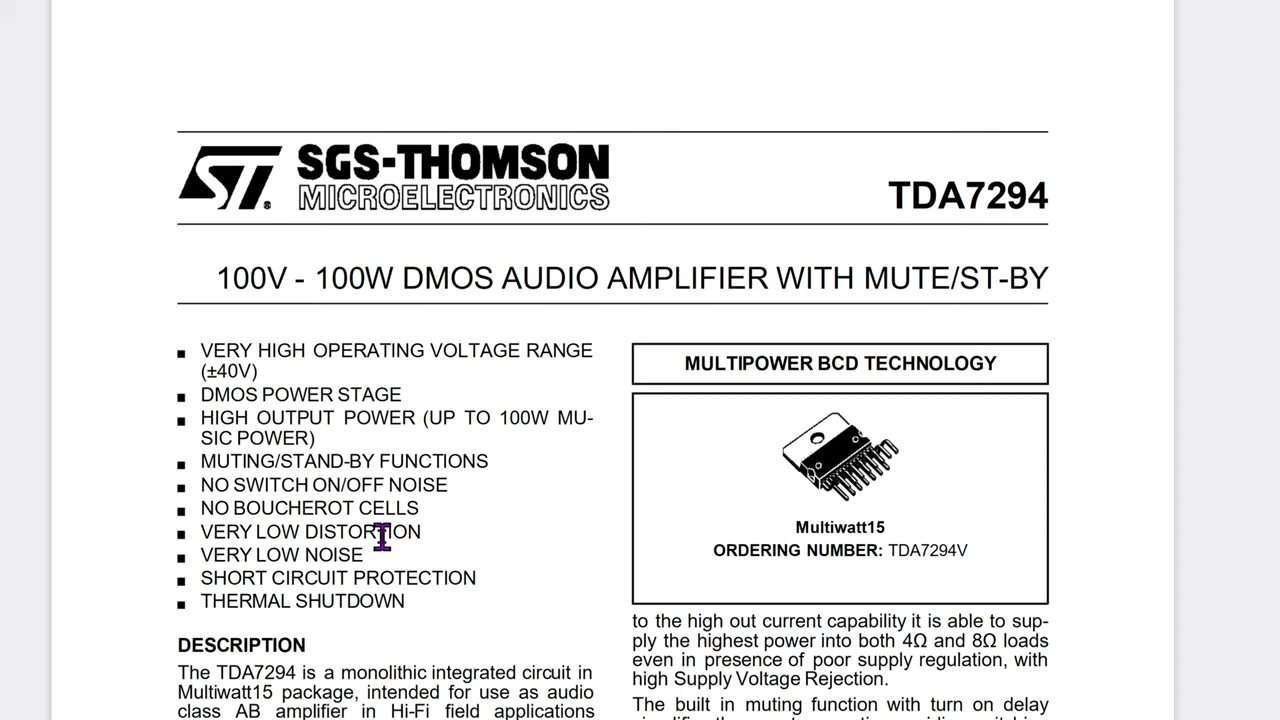 ST
SGS-THOMSON
MICROELECTRONICS
TDA7294
100V - 100W DMOS AUDIO AMPLIFIER WITH MUTE/ST-BY
VERY HIGH OPERATING VOLTAGE RANGE
(±40V)
DMOS POWER STAGE
HIGH OUTPUT POWER (UP TO 100W MU-
SIC POWER)
MUTING/STAND-BY FUNCTIONS
NO SWITCH ON/OFF NOISE
NO BOUCHEROT CELLS
VERY LOW DISTORTION
VERY LOW NOISE
SHORT CIRCUIT PROTECTION
THERMAL SHUTDOWN
DESCRIPTION
The TDA7294 is a monolithic integrated circuit in
Multiwatt15 package, intended for use as audio
class AB amplifier in Hi-Fi field applications
MULTIPOWER BCD TECHNOLOGY
Multiwatt15
ORDERING NUMBER: TDA7294V
to the high out current capability it is able to sup-
ply the highest power into both 4Ω and 8Ω loads
even in presence of poor supply regulation, with
high Supply Voltage Rejection.
The built in muting function with turn on delay